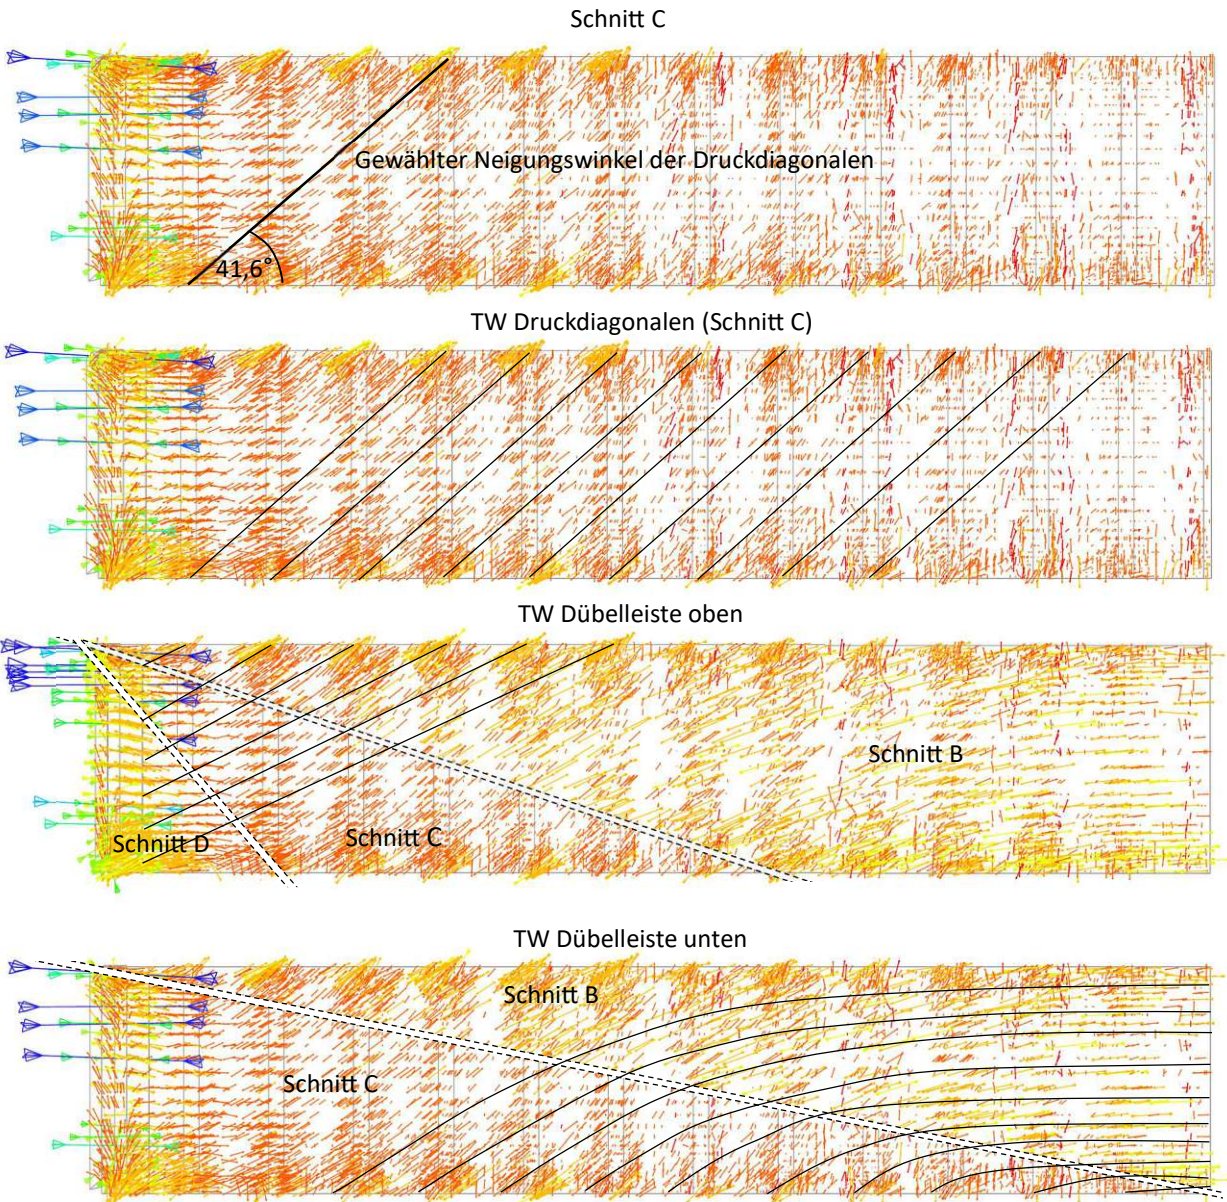 Schnitt C
Gewählter Neigungswinkel der Druckdiagonalen
41,6°
TW Druckdiagonalen (Schnitt C)
TW Dübelleiste oben
Schnitt B
Schnitt C
Schnitt D
TW Dübelleiste unten
Schnitt B
Schnitt C